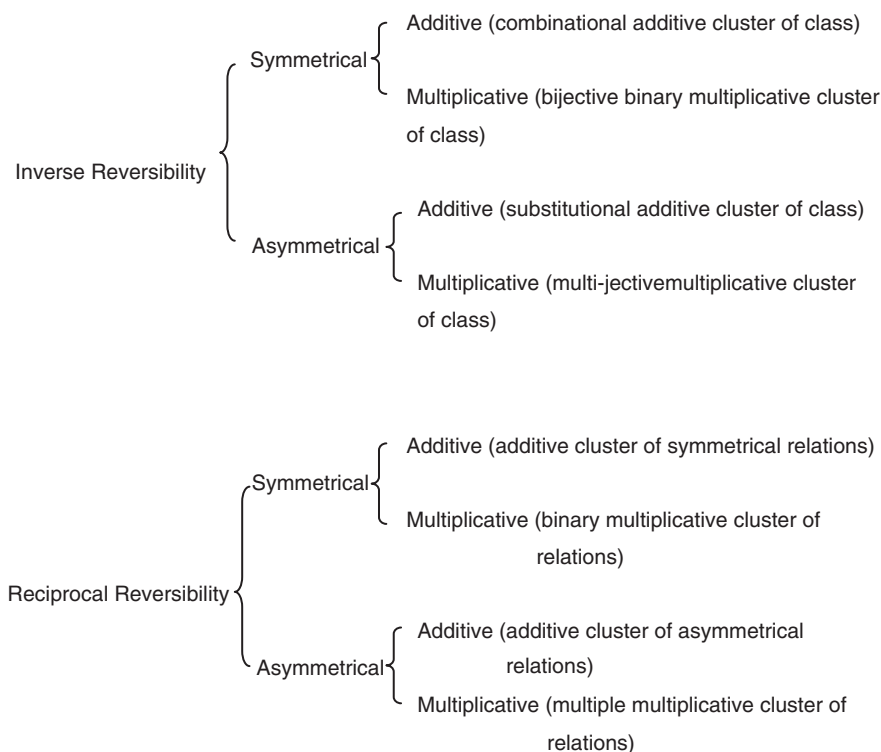 Additive (combinational additive cluster of class)
Symmetrical
Multiplicative (bijective binary multiplicative cluster
of class)
Inverse Reversibility
Additive (substitutional additive cluster of class)
Asymmetrical
Multiplicative (multi-jectivemultiplicative cluster
of class)
Additive (additive cluster of symmetrical relations)
Symmetrical
Multiplicative (binary multiplicative cluster of
relations)
Reciprocal Reversibility
Additive (additive cluster of asymmetrical
relations)
Asymmetrical
Multiplicative (multiple multiplicative cluster of
relations)